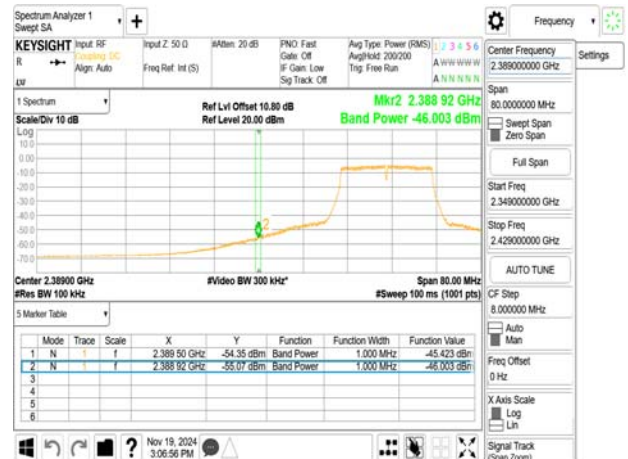 Spectrum Analyzer 1
Swept SA
Frequency
KEYSIGHT
Input: RF
Coupling: DC
Align: Auto
Input Z: 50 Ω
Freq Ref: Int (S)
#Atten: 20 dB
PNO: Fast
Gate: Off
IF Gain: Low
Sig Track: Off
Avg Type: Power (RMS)
Avg|Hold: 200/200
Trig: Free Run
1 2 3 4 5 6
A W W W W W
A N N N N N
R
Center Frequency
2.389000000 GHz
Settings
Span
80.0000000 MHz
Swept Span
Zero Span
Full Span
Start Freq
2.349000000 GHz
Stop Freq
2.429000000 GHz
AUTO TUNE
CF Step
8.000000 MHz
Auto
Man
Freq Offset
0 Hz
X Axis Scale
Log
Lin
Signal Track
(Span Zoom)
1 Spectrum
Scale/Div 10 dB
Ref Lvl Offset 10.80 dB
Ref Level 20.00 dBm
Mkr2 2.388 92 GHz
Band Power -46.003 dBm
Log
10.0
0.00
-10.0
-20.0
-30.0
-40.0
-50.0
-60.0
-70.0
2
Center 2.38900 GHz
#Video BW 300 kHz*
Span 80.00 MHz
#Res BW 100 kHz
#Sweep 100 ms (1001 pts)
5 Marker Table
Mode Trace Scale X Y Function Function Width Function Value
1 N 1 f 2.389 50 GHz -54.35 dBm Band Power 1.000 MHz -45.423 dBm
2 N 1 f 2.388 92 GHz -55.07 dBm Band Power 1.000 MHz -46.003 dBm
3
4
5
6
Nov 19, 2024
3:06:56 PM